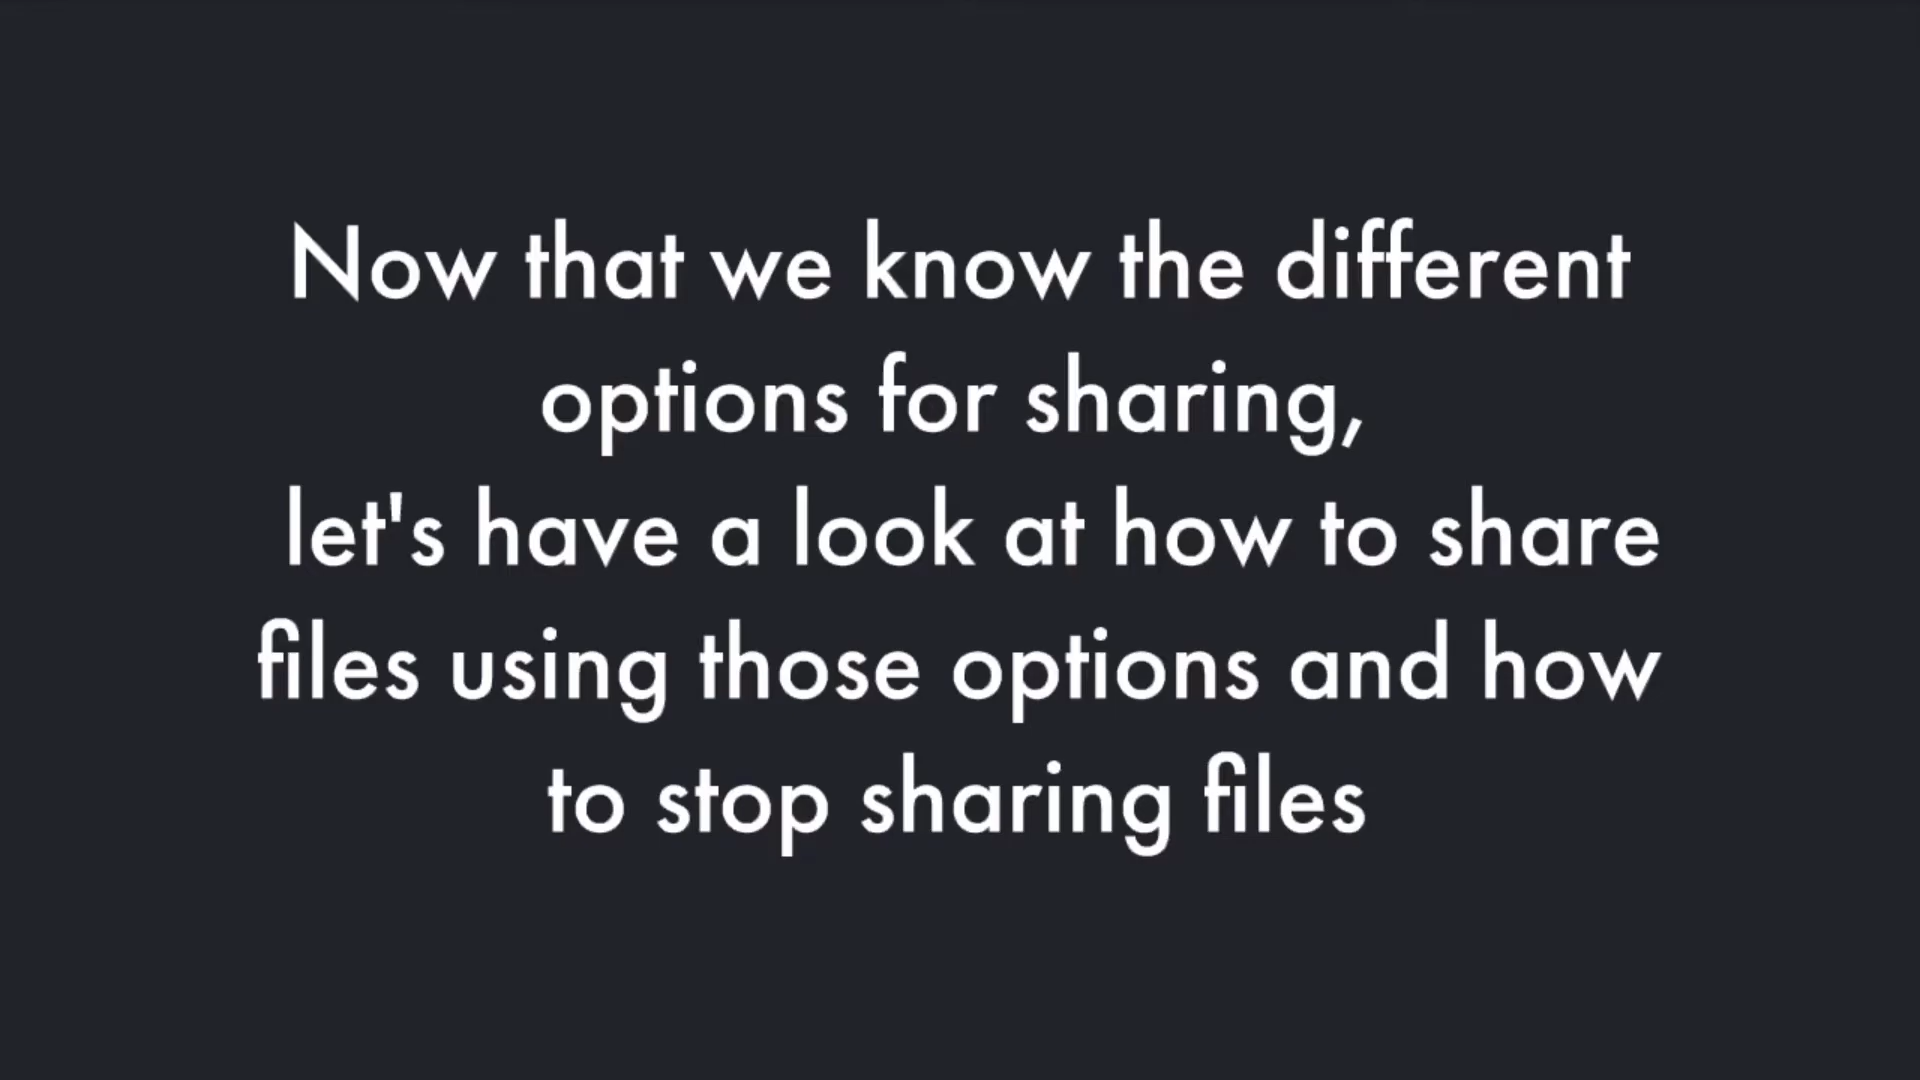 Now that we know the different
options for sharing,
let's have a look at how to share
files using those options and how
to stop sharing files